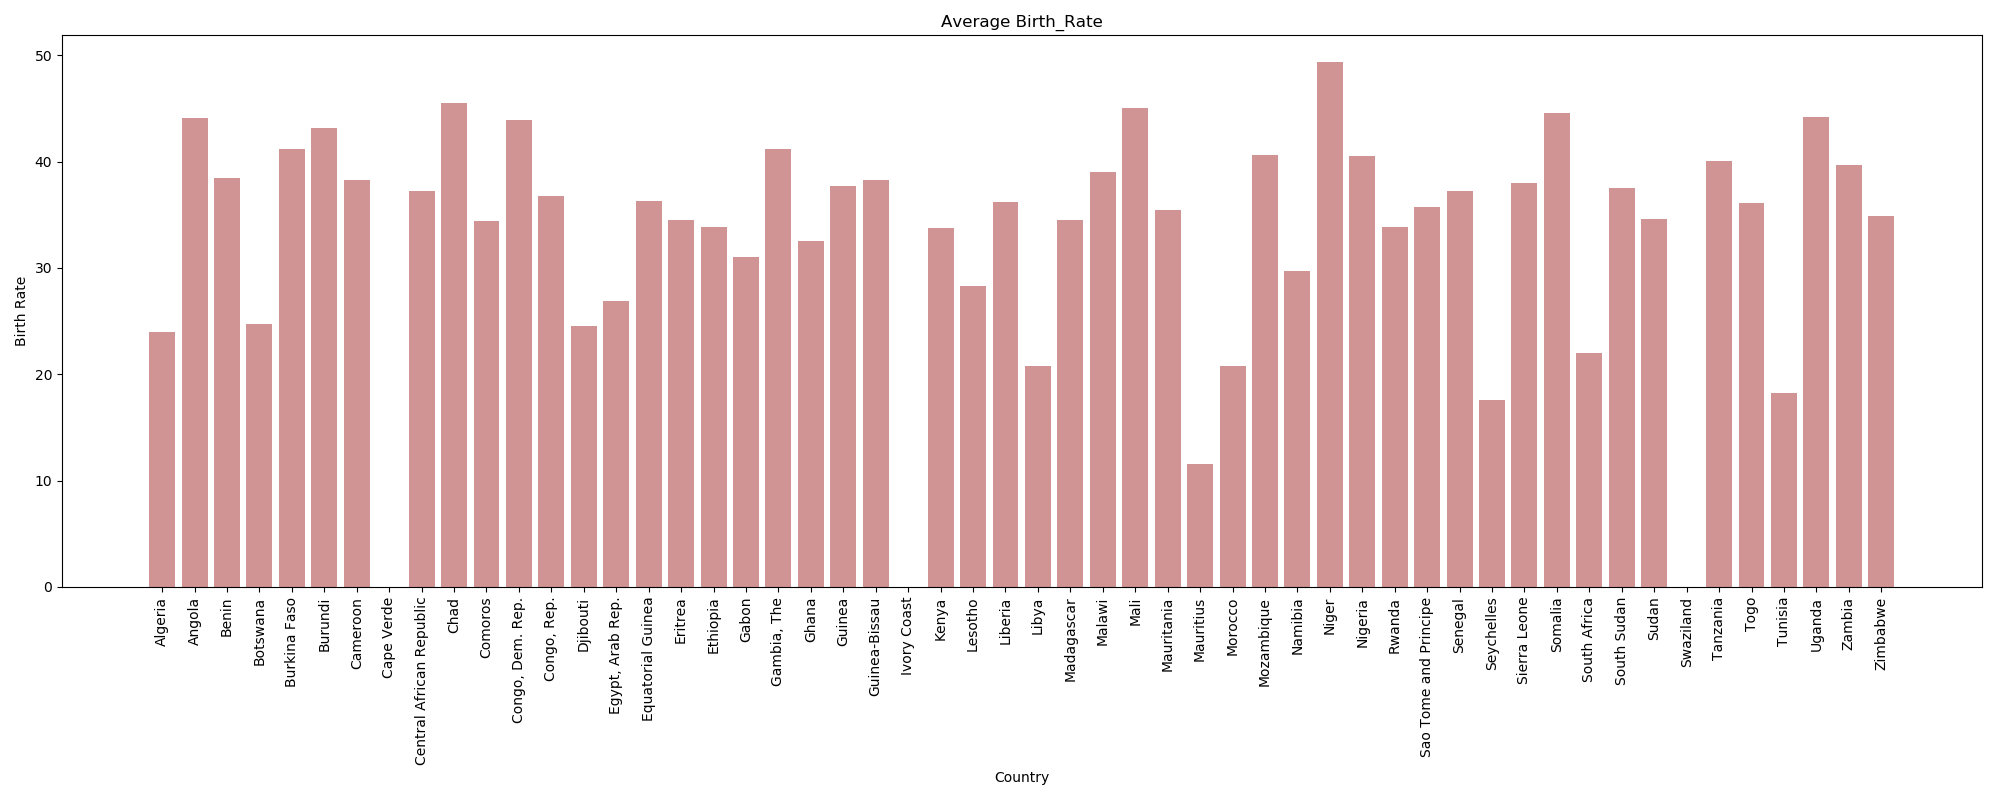 Average Birth_Rate
50
40
30
20
10
0
Birth Rate
Algeria
Angola
Benin
Botswana
Burkina Faso
Burundi
Cameroon
Cape Verde
Central African Republic
Chad
Comoros
Congo, Dem. Rep.
Congo, Rep.
Djibouti
Egypt, Arab Rep.
Equatorial Guinea
Eritrea
Ethiopia
Gabon
Gambia, The
Ghana
Guinea
Guinea-Bissau
Ivory Coast
Kenya
Lesotho
Liberia
Libya
Madagascar
Malawi
Mali
Mauritania
Mauritius
Morocco
Mozambique
Namibia
Niger
Nigeria
Rwanda
Sao Tome and Principe
Senegal
Seychelles
Sierra Leone
Somalia
South Africa
South Sudan
Sudan
Swaziland
Tanzania
Togo
Tunisia
Uganda
Zambia
Zimbabwe
Country